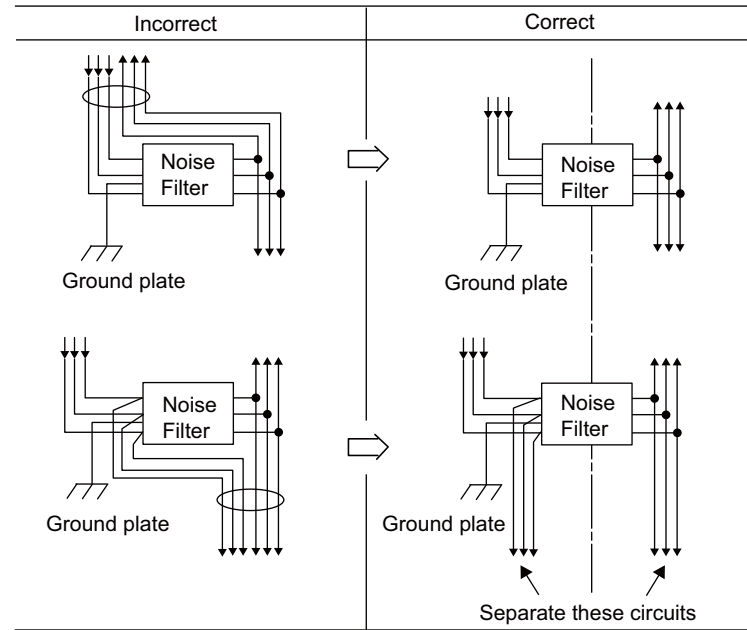 Incorrect
Correct
Noise
Filter
Ground plate
Noise
Filter
Ground plate
Noise
Filter
Ground plate
Noise
Filter
Ground plate
Separate these circuits